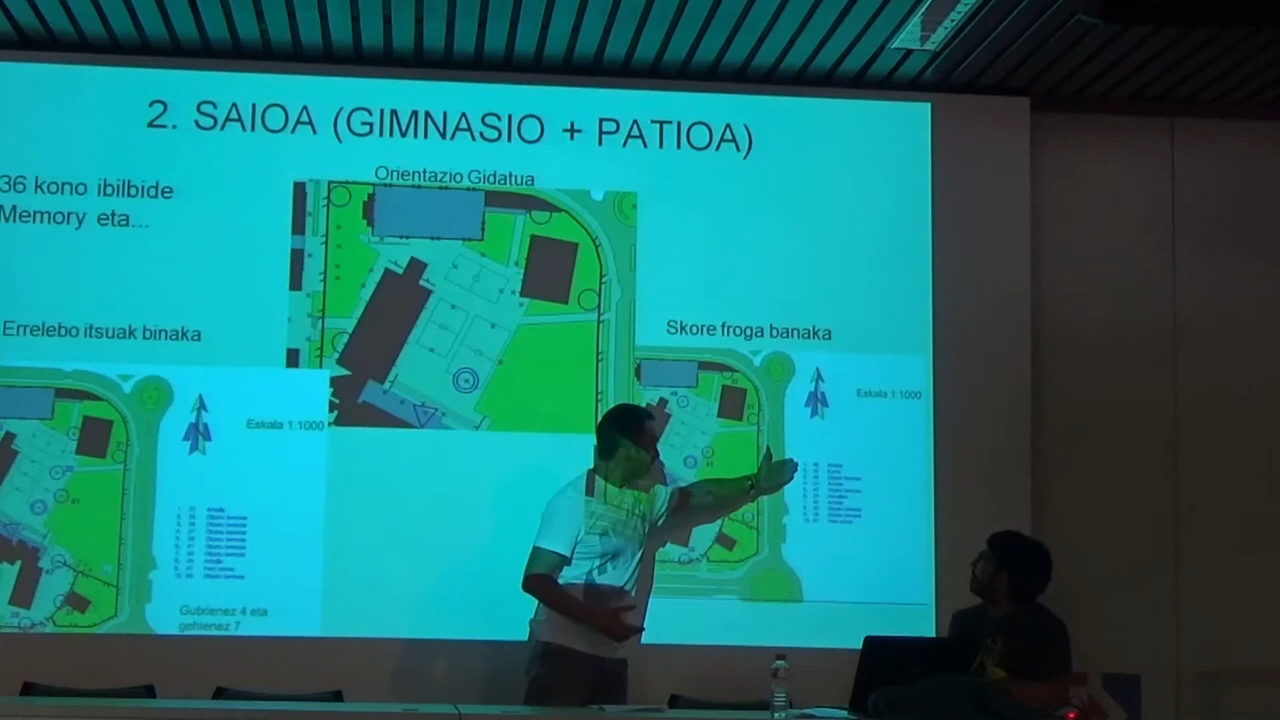 2. SAIOA (GIMNASIO + PATIOA)
Orientazio Gidatua
36 kono ibilbide
Memory eta...
Errelebo itsuak binaka
Skore froga banaka
Eskala 1:1000
Eskala 1:1000
Gutxienez 4 eta
gehienez 7